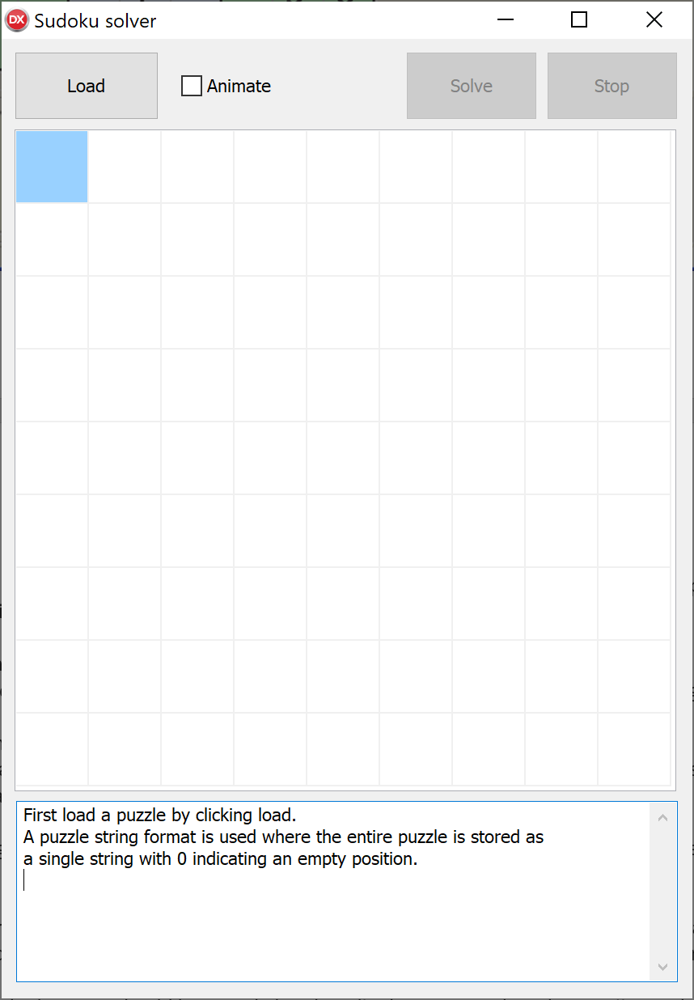 DX Sudoku solver
Load Animate Solve Stop
First load a puzzle by clicking load.
A puzzle string format is used where the entire puzzle is stored as
a single string with 0 indicating an empty position.